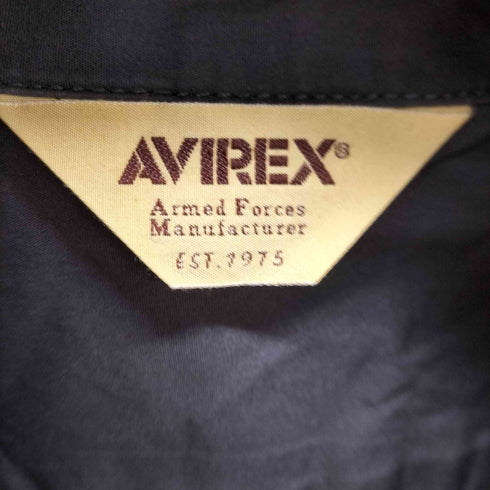 AVIREX®
Armed Forces
Manufacturer
EST.1975